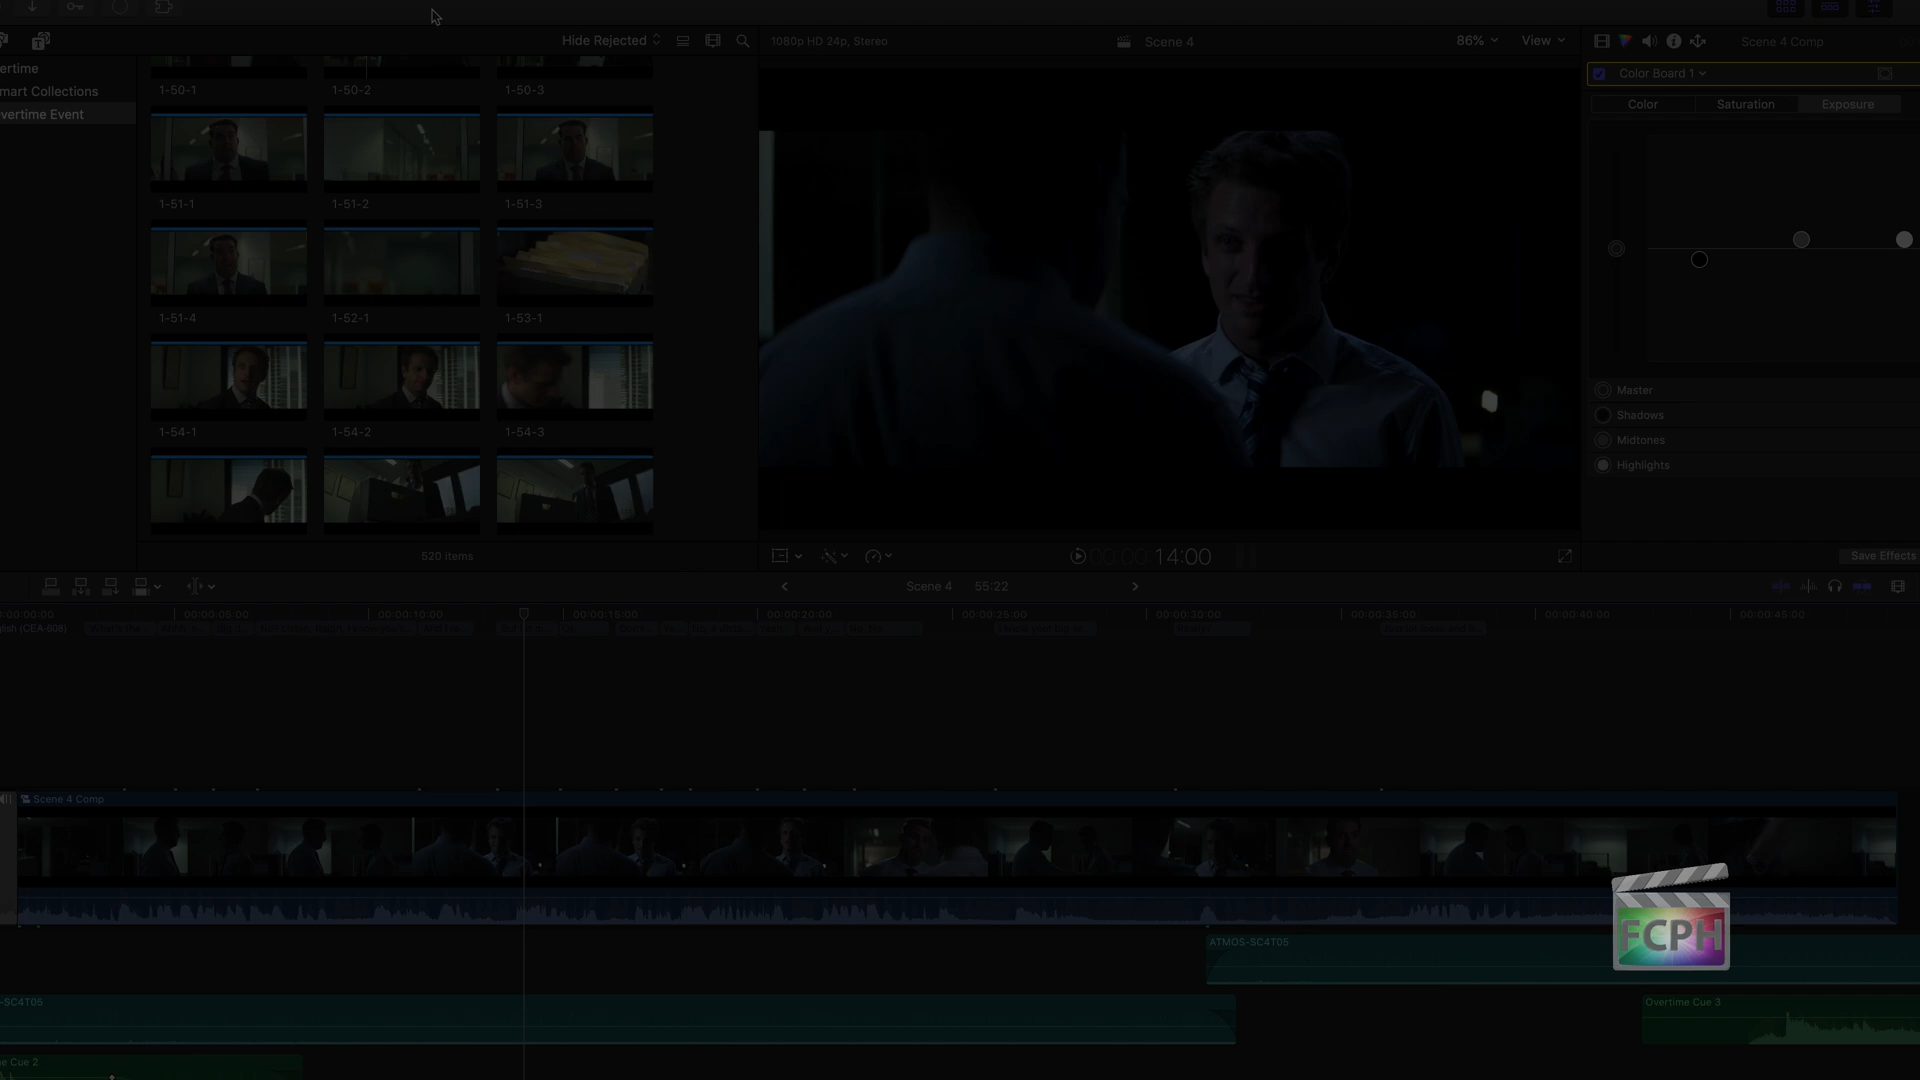 Hide Rejected
1080p HD 24p, Stereo
Scene 4
86%
View
Scene 4 Comp
ertime
mart Collections
vertime Event
1-50-1
1-50-2
1-50-3
1-51-1
1-51-2
1-51-3
1-51-4
1-52-1
1-53-1
1-54-1
1-54-2
1-54-3
520 items
Color Board 1
Color
Saturation
Exposure
Master
Shadows
Midtones
Highlights
Save Effects
00:00:14:00
Scene 4
55:22
0:00:00:00
00:00:05:00
00:00:10:00
00:00:15:00
00:00:20:00
00:00:25:00
00:00:30:00
00:00:35:00
00:00:40:00
00:00:45:00
glish (CEA-608)
Scene 4 Comp
ATMOS-SC4T05
FCPH
-SC4T05
Overtime Cue 3
e Cue 2